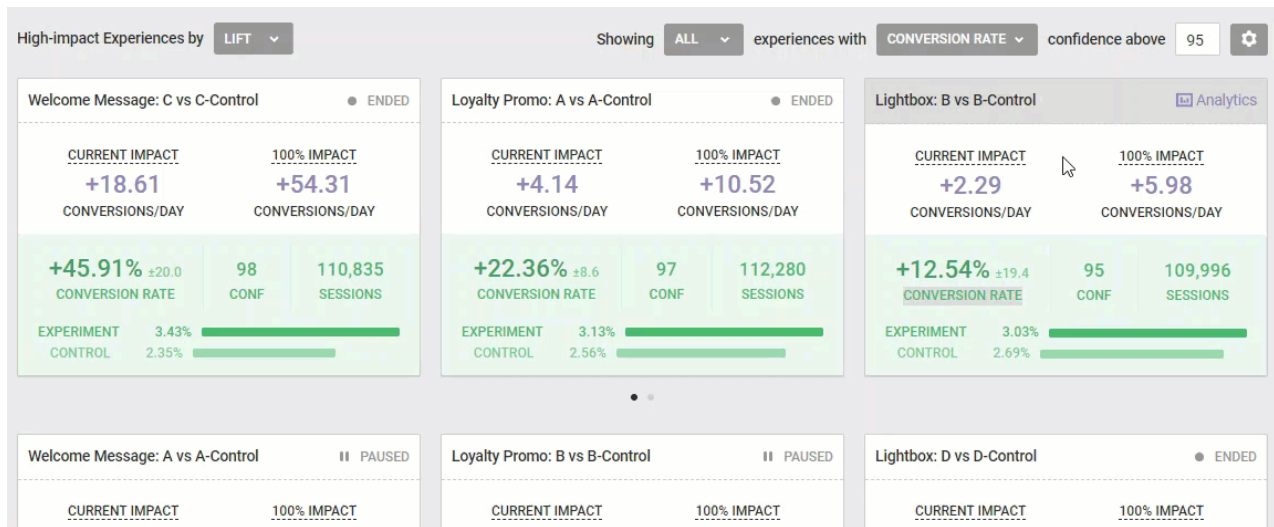 High-impact Experiences by LIFT Showing ALL experiences with CONVERSION RATE confidence above 95
Welcome Message: C vs C-Control ENDED
CURRENT IMPACT 100% IMPACT
+18.61 +54.31
CONVERSIONS/DAY CONVERSIONS/DAY
+45.91% ±20.0 98 110,835
CONVERSION RATE CONF SESSIONS
EXPERIMENT 3.43%
CONTROL 2.35%
Loyalty Promo: A vs A-Control ENDED
CURRENT IMPACT 100% IMPACT
+4.14 +10.52
CONVERSIONS/DAY CONVERSIONS/DAY
+22.36% ±8.6 97 112,280
CONVERSION RATE CONF SESSIONS
EXPERIMENT 3.13%
CONTROL 2.56%
Lightbox: B vs B-Control Analytics
CURRENT IMPACT 100% IMPACT
+2.29 +5.98
CONVERSIONS/DAY CONVERSIONS/DAY
+12.54% ±19.4 95 109,996
CONVERSION RATE CONF SESSIONS
EXPERIMENT 3.03%
CONTROL 2.69%
Welcome Message: A vs A-Control PAUSED
CURRENT IMPACT 100% IMPACT
Loyalty Promo: B vs B-Control PAUSED
CURRENT IMPACT 100% IMPACT
Lightbox: D vs D-Control ENDED
CURRENT IMPACT 100% IMPACT